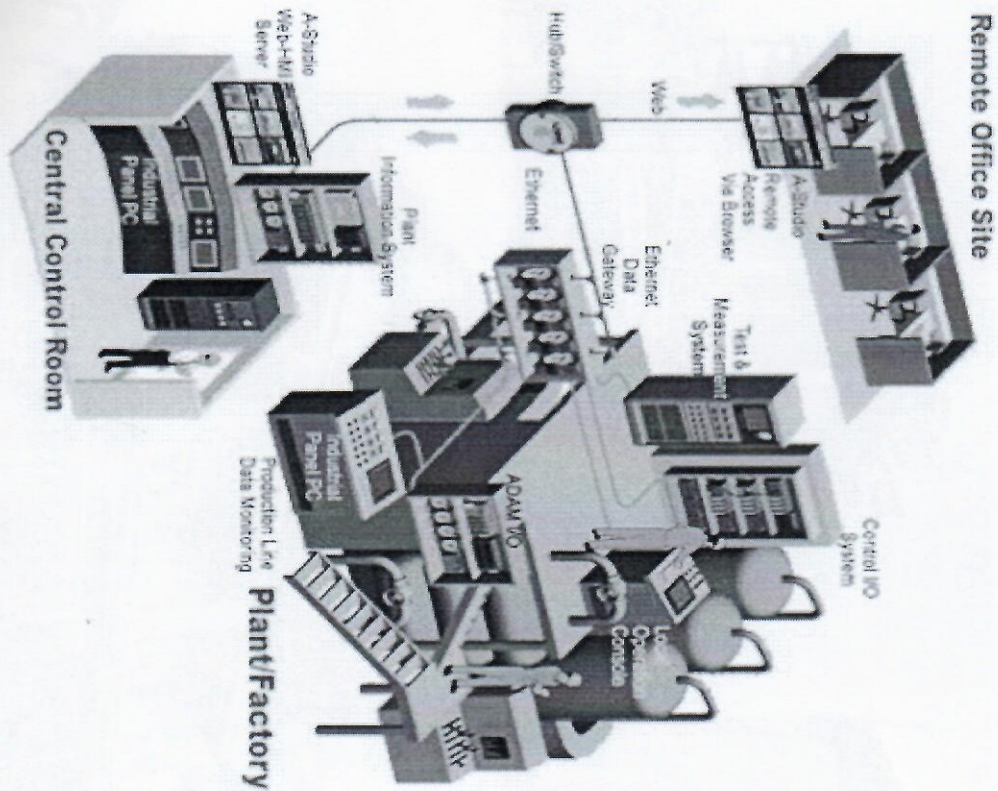 Remote Office Site
A-Studio
Remote
Access
Via Browser
Web
Hub/Switch
Ethernet
A-Studio
Web-HMI
Server
Plant
Information System
Industrial
Panel PC
Central Control Room
Ethernet
Data
Gateway
Test &
Measurement
System
Control I/O
System
ADAM I/O
Industrial
Panel PC
Production Line
Data Monitoring
Console
Plant/Factory